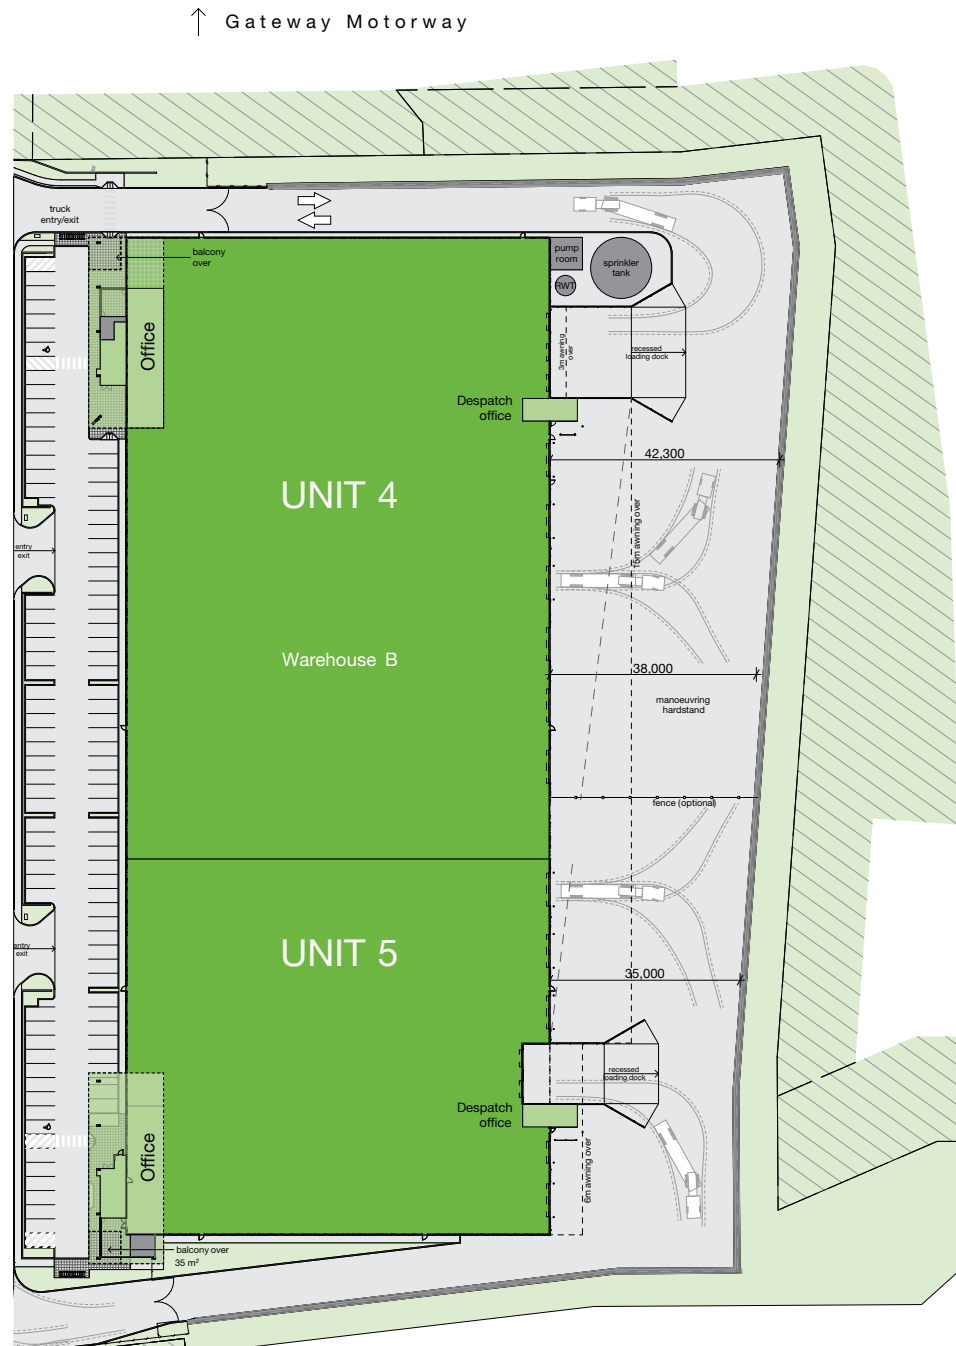 Gateway Motorway
truck
entry/exit
balcony
over
pump
room
RWT
sprinkler
tank
Office
3m awning
over
recessed
loading dock
Despatch
office
42,300
UNIT 4
15m awning over
entry
exit
Warehouse B
38,000
manoeuvring
hardstand
fence (optional)
UNIT 5
entry
exit
35,000
recessed
loading dock
Despatch
office
Office
6m awning over
balcony over
35 m²